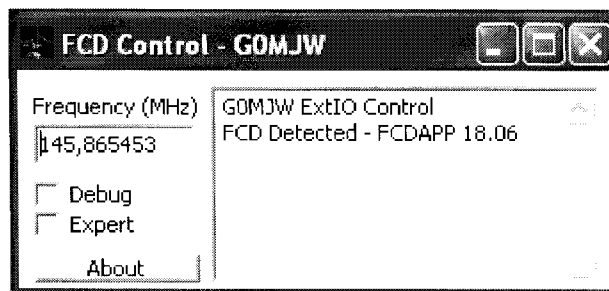 FCD Control - G0MJW
Frequency (MHz)
145,865453
Debug
Expert
About
G0MJW ExtIO Control
FCD Detected - FCDAPP 18.06